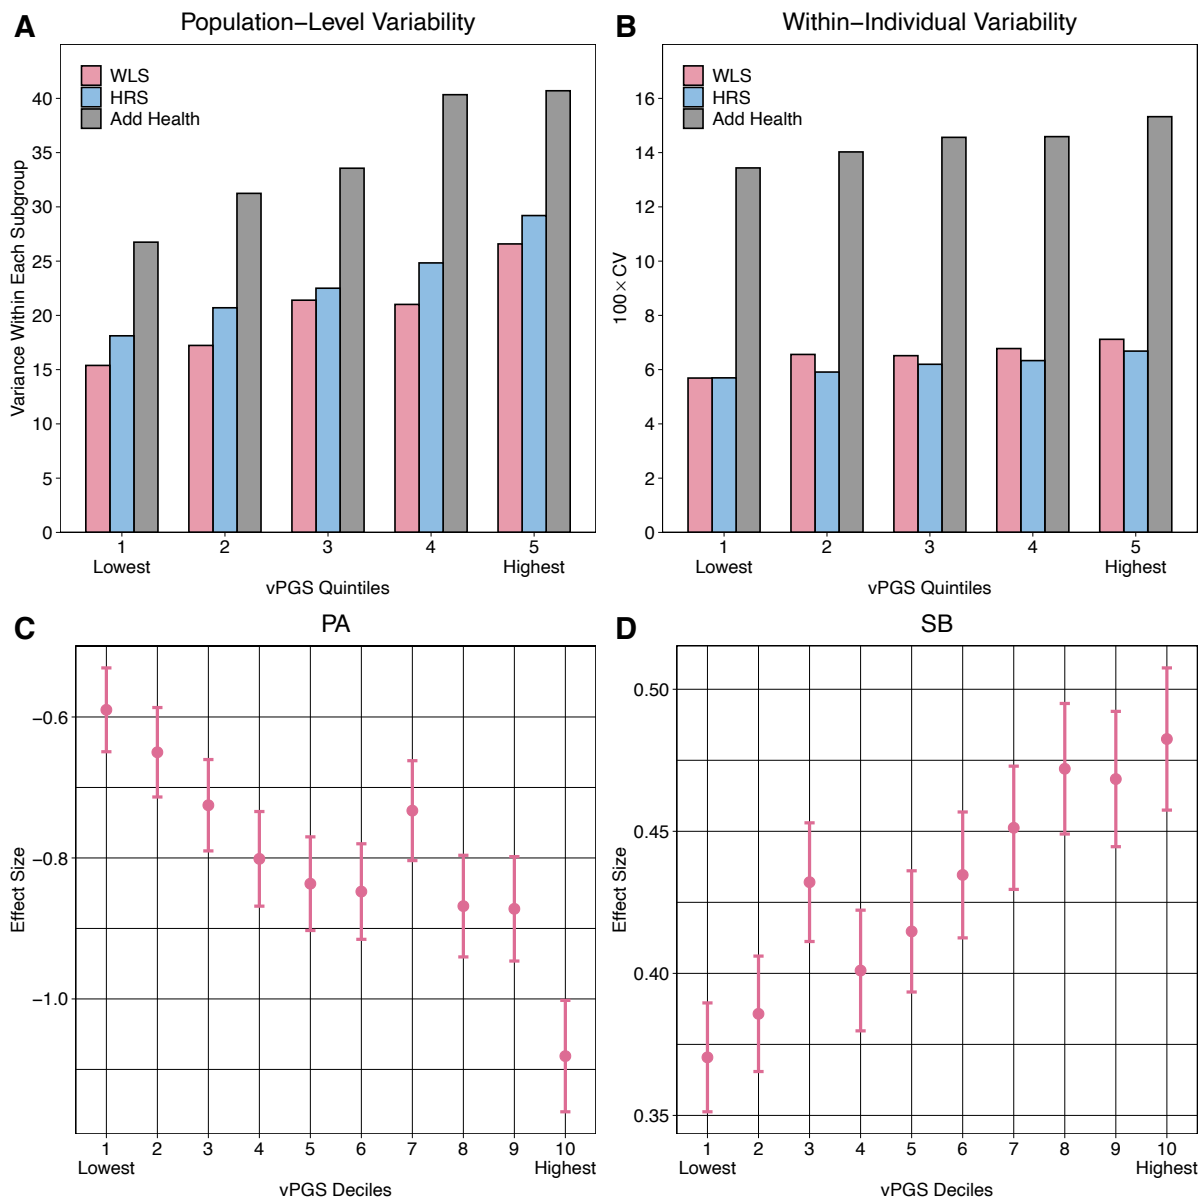 A Population−Level Variability
WLS
HRS
Add Health
Variance Within Each Subgroup
40
35
30
25
20
15
10
5
0
1 2 3 4 5
Lowest Highest
vPGS Quintiles
B Within−Individual Variability
WLS
HRS
Add Health
100 × CV
16
14
12
10
8
6
4
2
0
1 2 3 4 5
Lowest Highest
vPGS Quintiles
C PA
Effect Size
−0.6
−0.8
−1.0
1 2 3 4 5 6 7 8 9 10
Lowest Highest
vPGS Deciles
D SB
Effect Size
0.50
0.45
0.40
0.35
1 2 3 4 5 6 7 8 9 10
Lowest Highest
vPGS Deciles